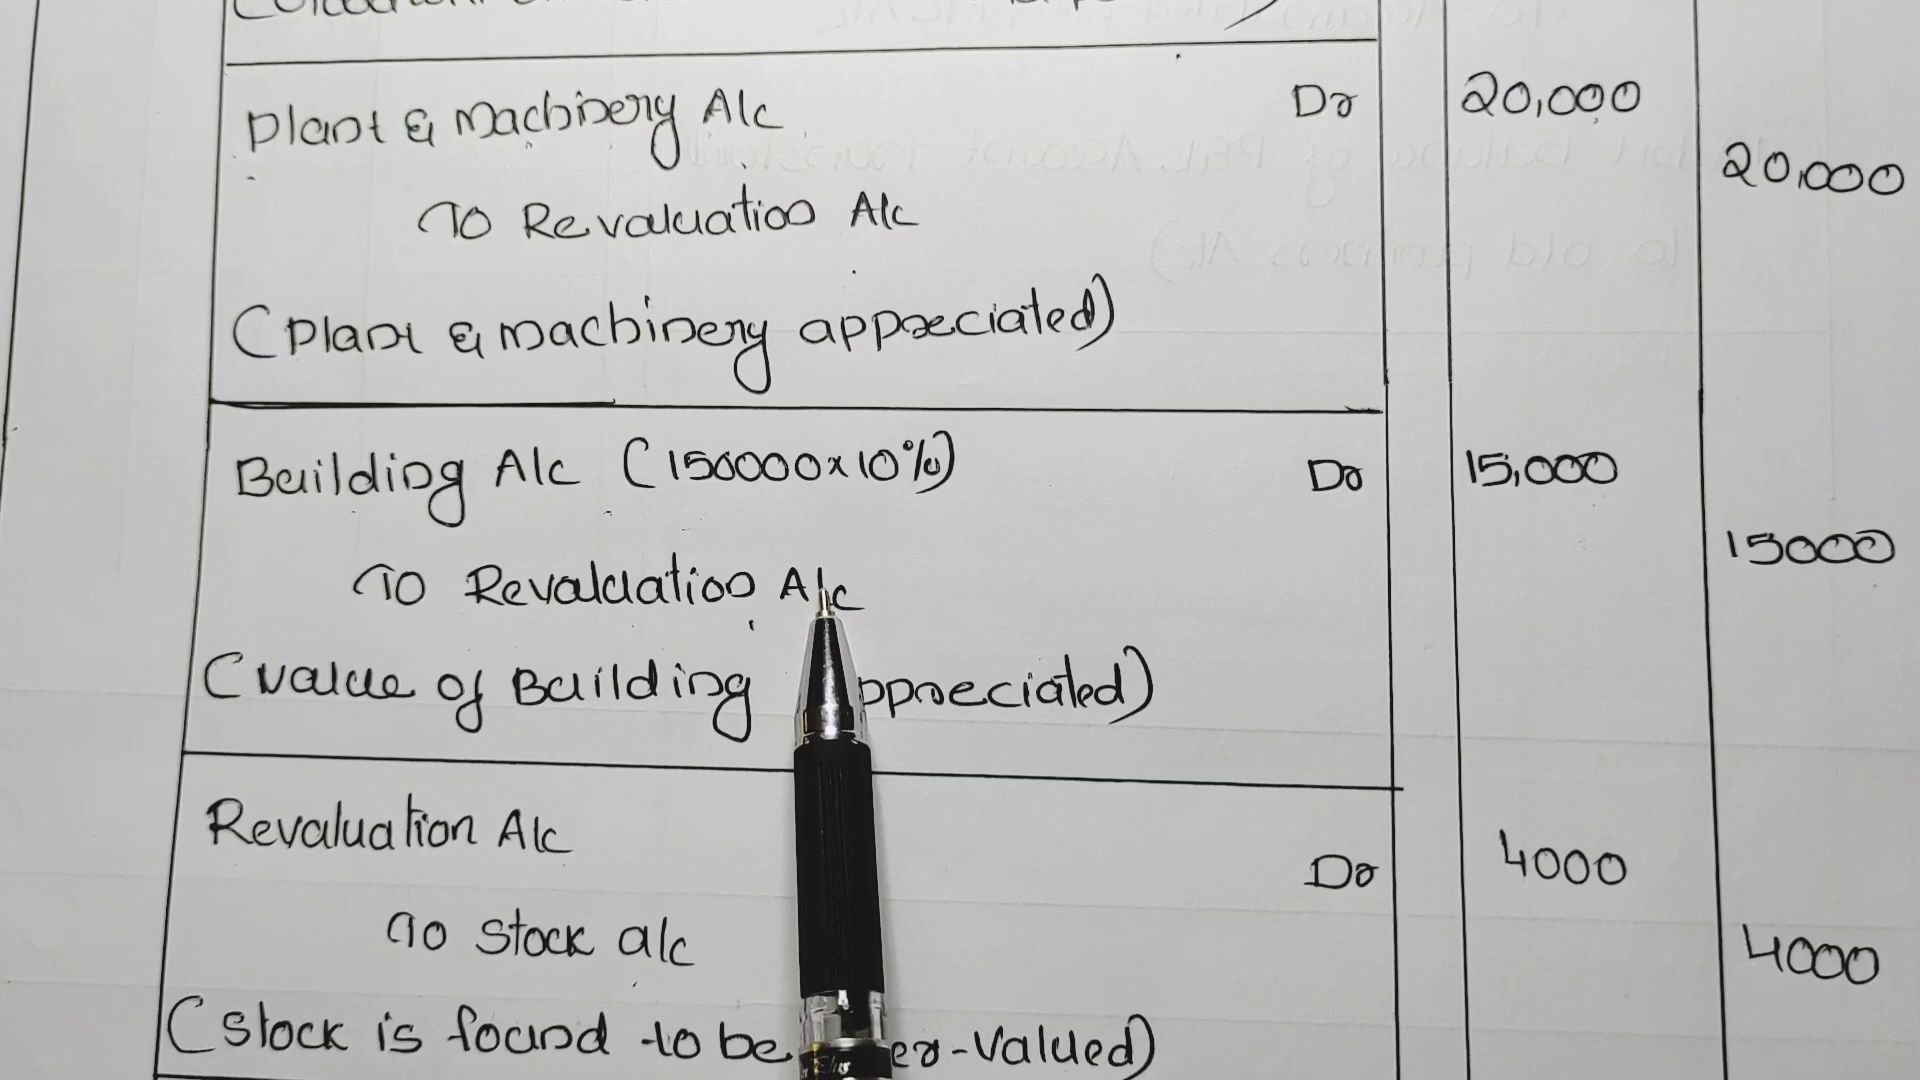 Plant & Machinery A/c Dr 20,000
20,000
To Revaluation A/c
(Plant & machinery appreciated)
Building A/c (150000x10%) Dr 15,000
15000
To Revaluation A/c
(Value of Building ppreciated)
Revaluation A/c
Dr 4000
To Stock a/c 4000
(Stock is found to be er-Valued)